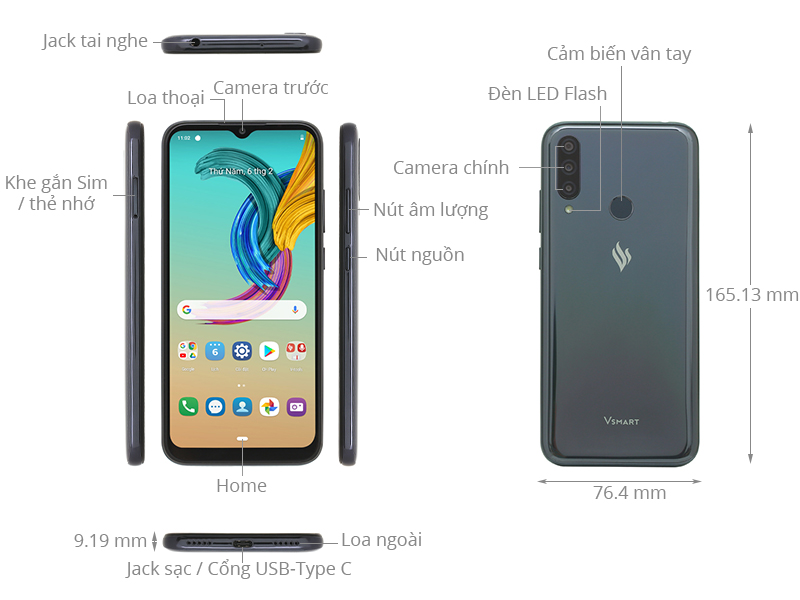 Jack tai nghe
Cảm biến vân tay
Camera trước
Loa thoại
Đèn LED Flash
11:02
Camera chính
Thứ Năm, 6 thg 2
Khe gắn Sim
/ thẻ nhớ
Nút âm lượng
Nút nguồn
165.13 mm
6
VSMART
Home
76.4 mm
9.19 mm
Loa ngoài
Jack sạc / Cổng USB-Type C